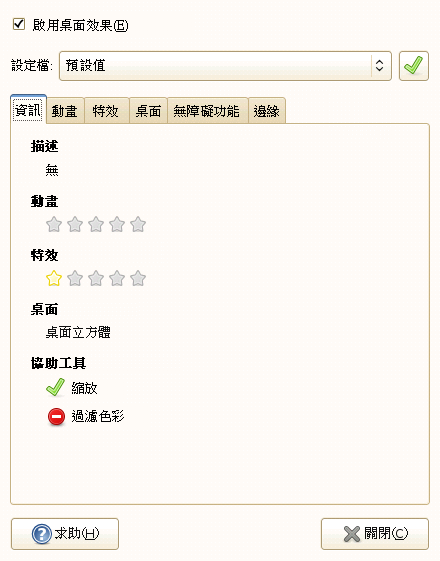 啟用桌面效果(E)
設定檔: 預設值
資訊 動畫 特效 桌面 無障礙功能 邊緣
描述
無
動畫
特效
桌面
桌面立方體
協助工具
縮放
過濾色彩
求助(H) 關閉(C)